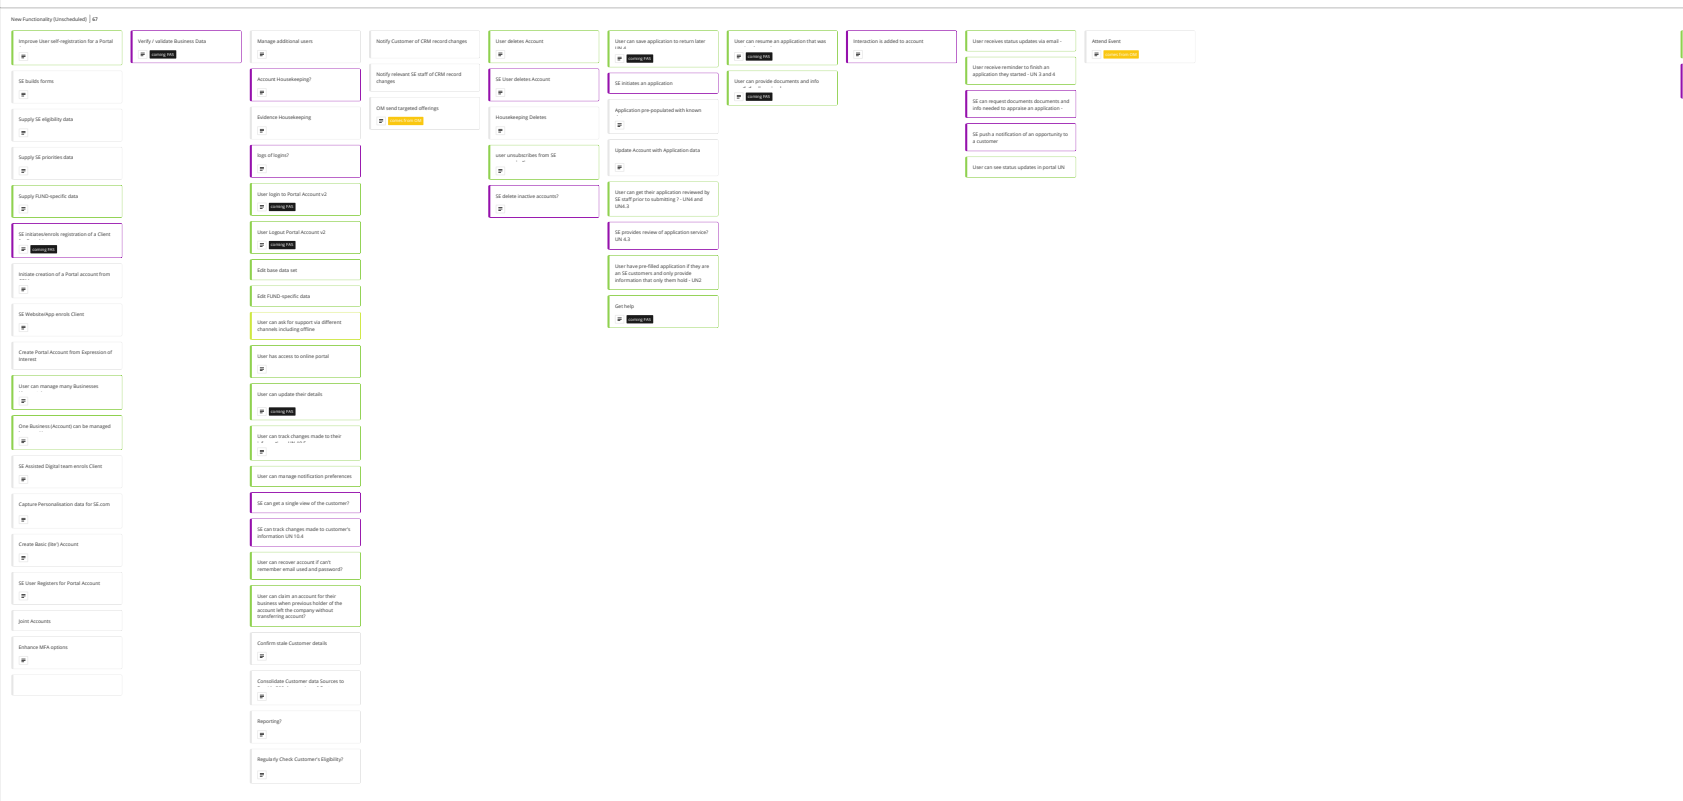 New Functionality (Unscheduled) | 67
Improve User self-registration for a Portal
SE builds forms
Supply SE eligibility data
Supply SE priorities data
Supply FUND-specific data
SE initiates/enrols registration of a Client
coming FAS
Initiate creation of a Portal account from
SE Website/App enrols Client
Create Portal Account from Expression of
Interest
User can manage many Businesses
One Business (Account) can be managed
SE Assisted Digital team enrols Client
Capture Personalisation data for SE.com
Create Basic (lite) Account
SE User Registers for Portal Account
Joint Accounts
Enhance MFA options
Verify / validate Business Data
coming FAS
Manage additional users
Account Housekeeping?
Evidence Housekeeping
logs of logins?
User login to Portal Account v2
coming FAS
User Logout Portal Account v2
coming FAS
Edit base data set
Edit FUND-specific data
User can ask for support via different
channels including offline
User has access to online portal
User can update their details
coming FAS
User can track changes made to their
User can manage notification preferences
SE can get a single view of the customer?
SE can track changes made to customer's
information UN 10.4
User can recover account if can't
remember email used and password?
User can claim an account for their
business when previous holder of the
account left the company without
transferring account?
Confirm stale Customer details
Consolidate Customer data Sources to
Reporting?
Regularly Check Customer's Eligibility?
Notify Customer of CRM record changes
Notify relevant SE staff of CRM record
changes
OM send targeted offerings
User deletes Account
SE User deletes Account
Housekeeping Deletes
user unsubscribes from SE
SE delete inactive accounts?
User can save application to return later
coming FAS
SE initiates an application
Application pre-populated with known
Update Account with Application data
User can get their application reviewed by
SE staff prior to submitting ? - UN4 and
UN4.3
SE provides review of application service?
UN 4.3
User have pre-filled application if they are
an SE customers and only provide
information that only them hold - UN2
Get help
coming FAS
User can resume an application that was
coming FAS
User can provide documents and info
coming FAS
Interaction is added to account
User receives status updates via email -
User receive reminder to finish an
application they started - UN 3 and 4
SE can request documents documents and
info needed to appraise an application -
SE push a notification of an opportunity to
a customer
User can see status updates in portal UN
Attend Event